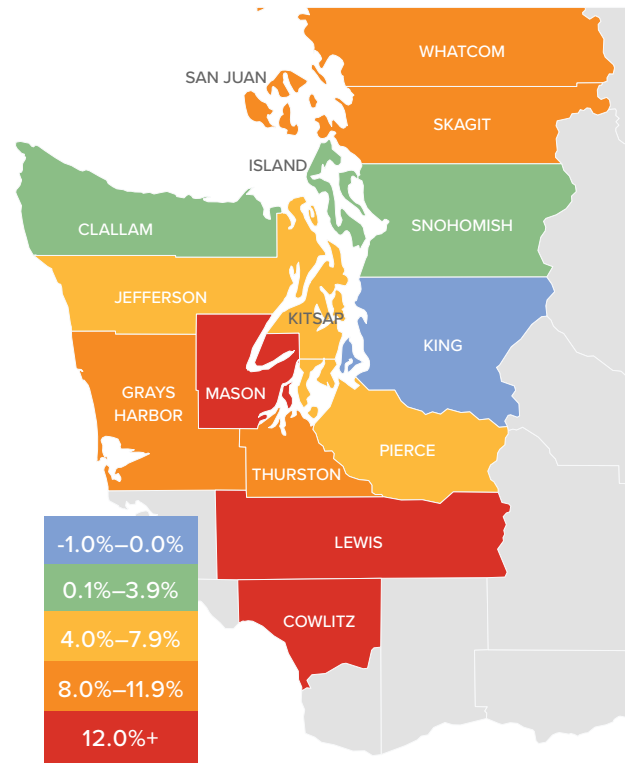 WHATCOM
SAN JUAN
SKAGIT
ISLAND
CLALLAM
SNOHOMISH
JEFFERSON
KITSAP
KING
GRAYS
HARBOR
MASON
PIERCE
THURSTON
LEWIS
COWLITZ
-1.0%–0.0%
0.1%–3.9%
4.0%–7.9%
8.0%–11.9%
12.0%+